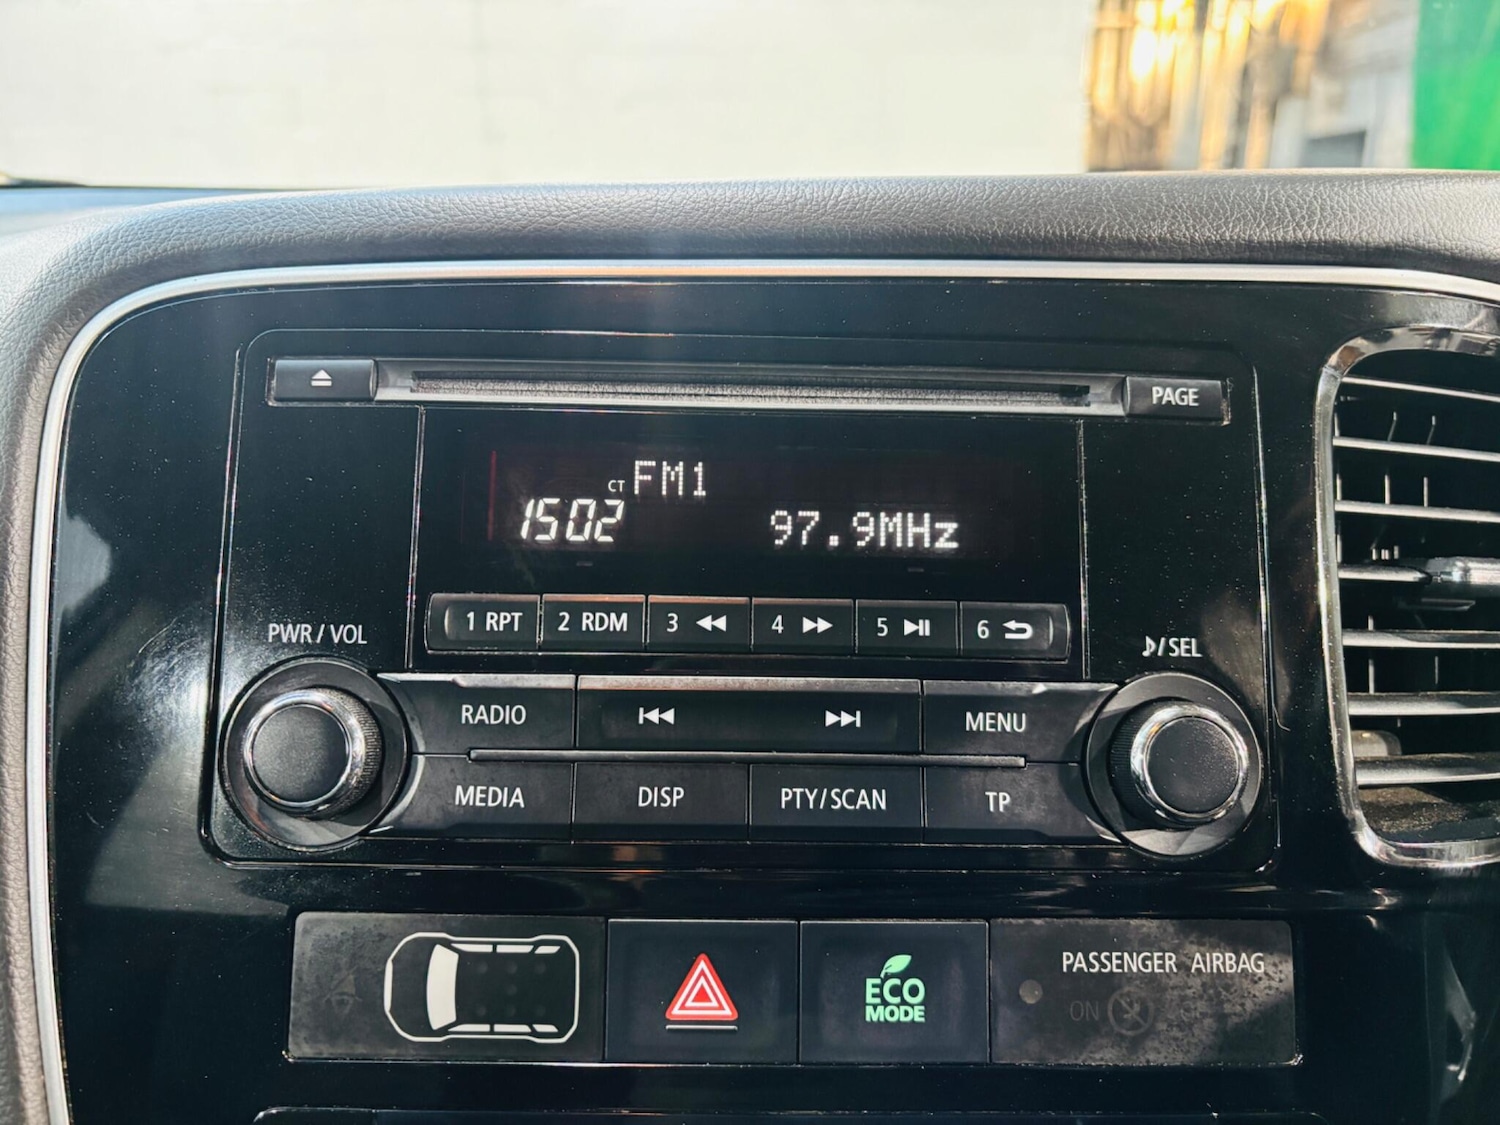 PAGE
CT FM1
1502 97.9MHz
1 RPT 2 RDM 3 4 5 6
PWR / VOL
/SEL
RADIO MENU
MEDIA DISP PTY/SCAN TP
PASSENGER AIRBAG
ECO
MODE
ON